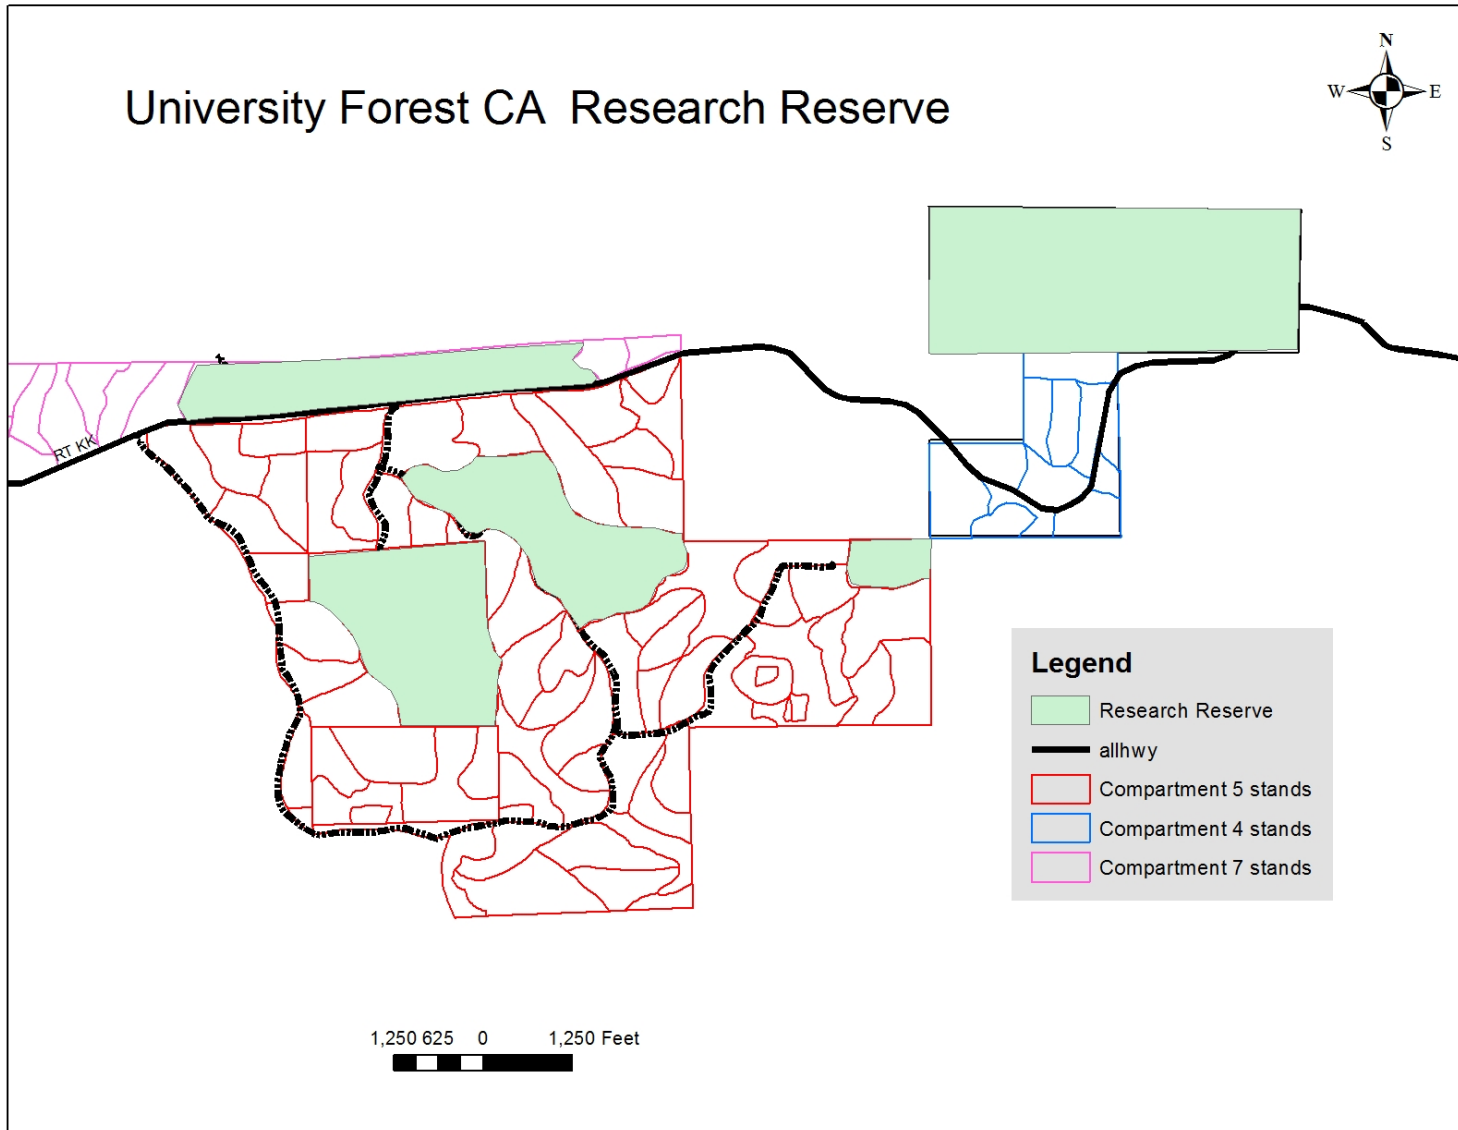 N
W E
S
University Forest CA Research Reserve
RT KK
Legend
Research Reserve
allhwy
Compartment 5 stands
Compartment 4 stands
Compartment 7 stands
1,250 625 0 1,250 Feet